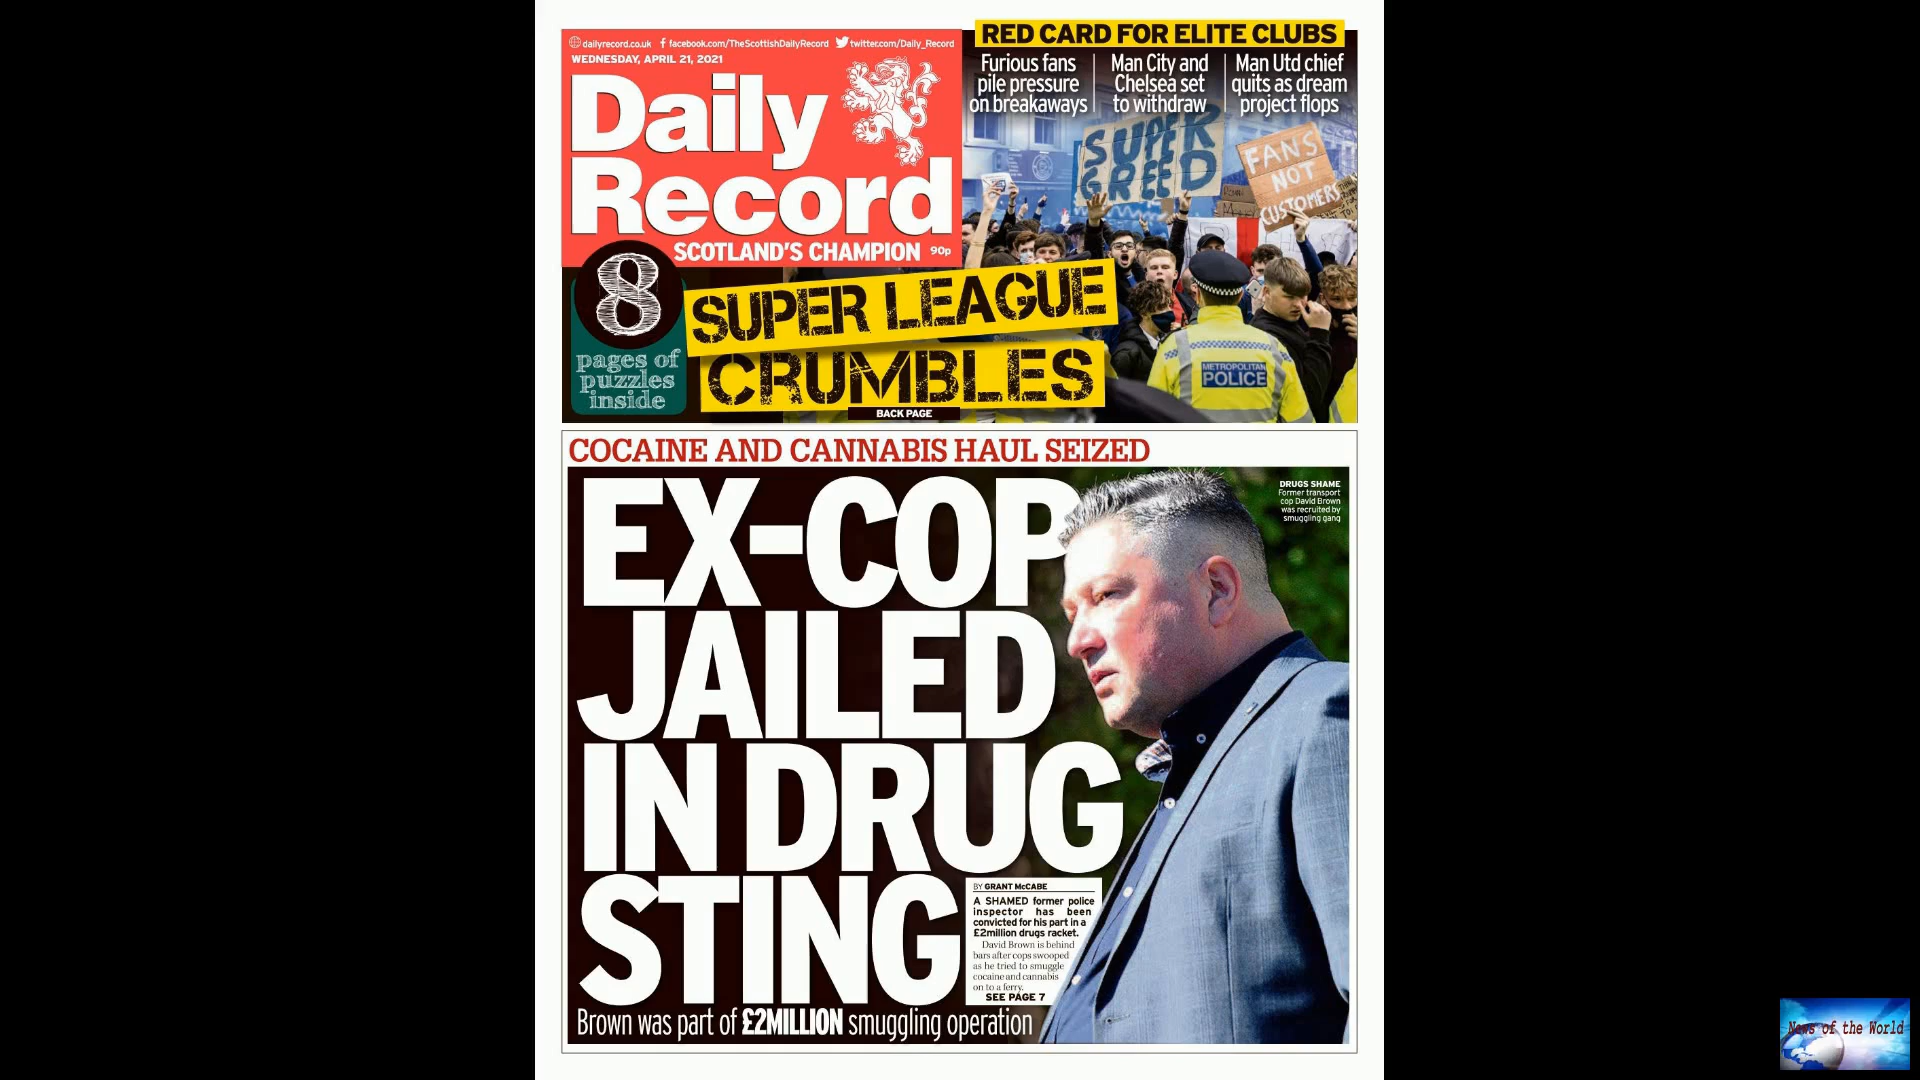 dailyrecord.co.uk facebook.com/TheScottishDailyRecord twitter.com/Daily_Record
WEDNESDAY, APRIL 21, 2021
Daily
Record
SCOTLAND'S CHAMPION 90p
RED CARD FOR ELITE CLUBS
Furious fans
pile pressure
on breakaways
Man City and
Chelsea set
to withdraw
Man Utd chief
quits as dream
project flops
SUPER
GREED
FANS
NOT
CUSTOMERS
METROPOLITAN
POLICE
8
pages of
puzzles
inside
SUPER LEAGUE
CRUMBLES
BACK PAGE
COCAINE AND CANNABIS HAUL SEIZED
EX-COP
JAILED
IN DRUG
STING
DRUGS SHAME
Former transport
cop David Brown
was recruited by
smuggling gang
BY GRANT McCABE
A SHAMED former police
inspector has been
convicted for his part in a
£2million drugs racket.
David Brown is behind
bars after cops swooped
as he tried to smuggle
cocaine and cannabis
on to a ferry.
SEE PAGE 7
Brown was part of £2MILLION smuggling operation
News of the World